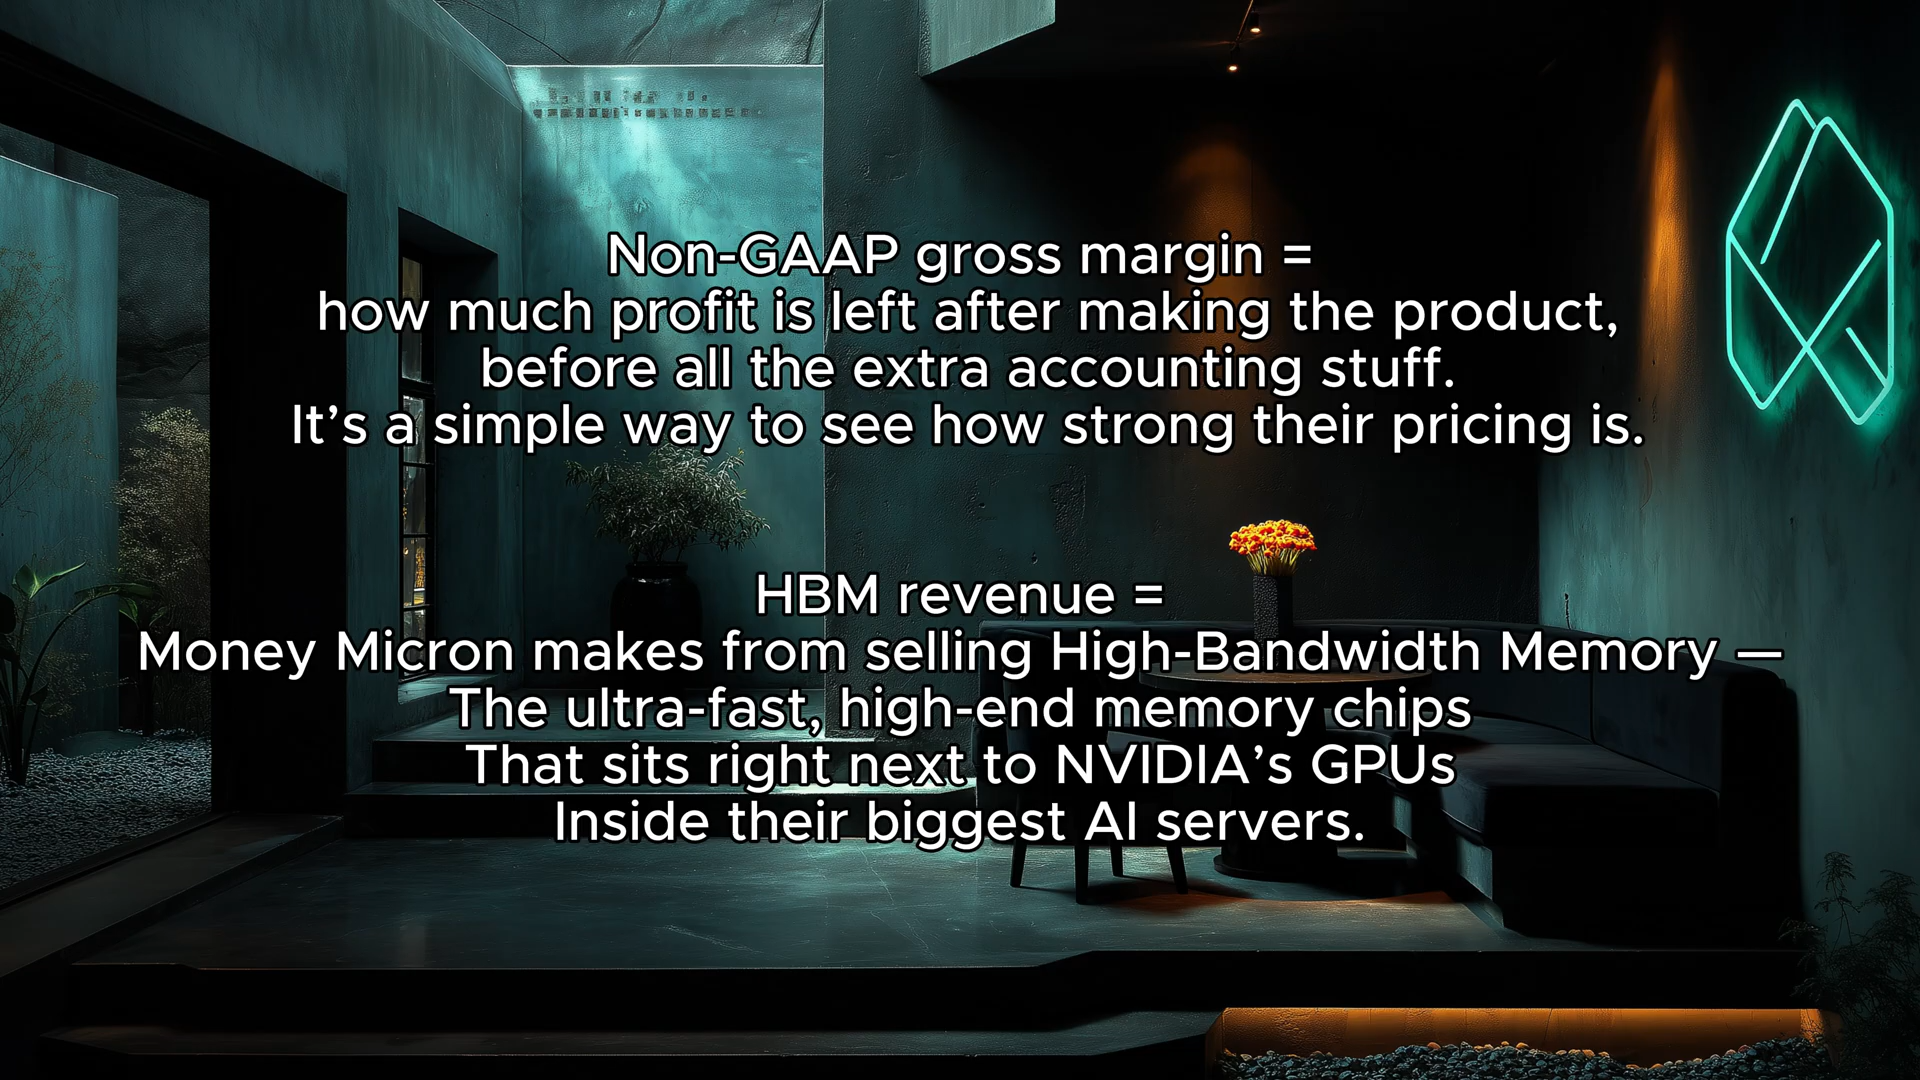 Non-GAAP gross margin =
how much profit is left after making the product,
before all the extra accounting stuff.
It’s a simple way to see how strong their pricing is.
HBM revenue =
Money Micron makes from selling High-Bandwidth Memory —
The ultra-fast, high-end memory chips
That sits right next to NVIDIA’s GPUs
Inside their biggest AI servers.